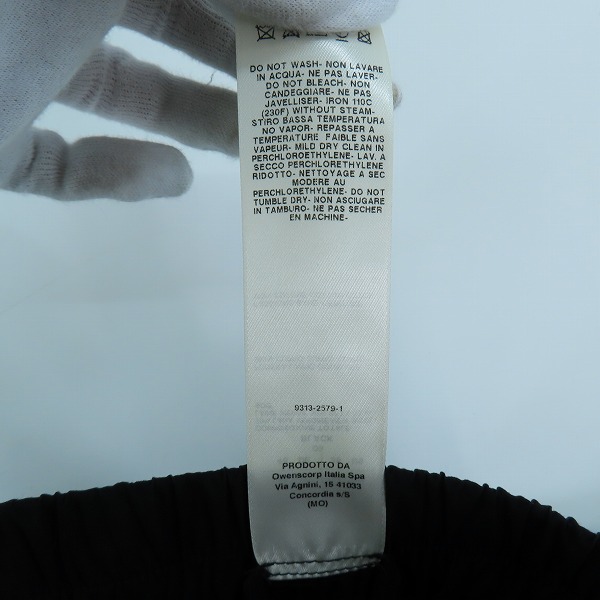 DO NOT WASH- NON LAVARE
IN ACQUA- NE PAS LAVER-
DO NOT BLEACH- NON
CANDEGGIARE- NE PAS
JAVELLISER- IRON 110C
(230F) WITHOUT STEAM-
STIRO BASSA TEMPERATURA
NO VAPOR- REPASSER A
TEMPERATURE FAIBLE SANS
VAPEUR- MILD DRY CLEAN IN
PERCHLOROETHYLENE- LAV. A
SECCO PERCHLOROETHYLENE
RIDOTTO- NETTOYAGE A SEC
MODERE AU
PERCHLOROETHYLENE- DO NOT
TUMBLE DRY- NON ASCIUGARE
IN TAMBURO- NE PAS SECHER
EN MACHINE-
9313-2579-1
PRODOTTO DA
Owenscorp Italia Spa
Via Agnini, 15 41033
Concordia s/S
(MO)